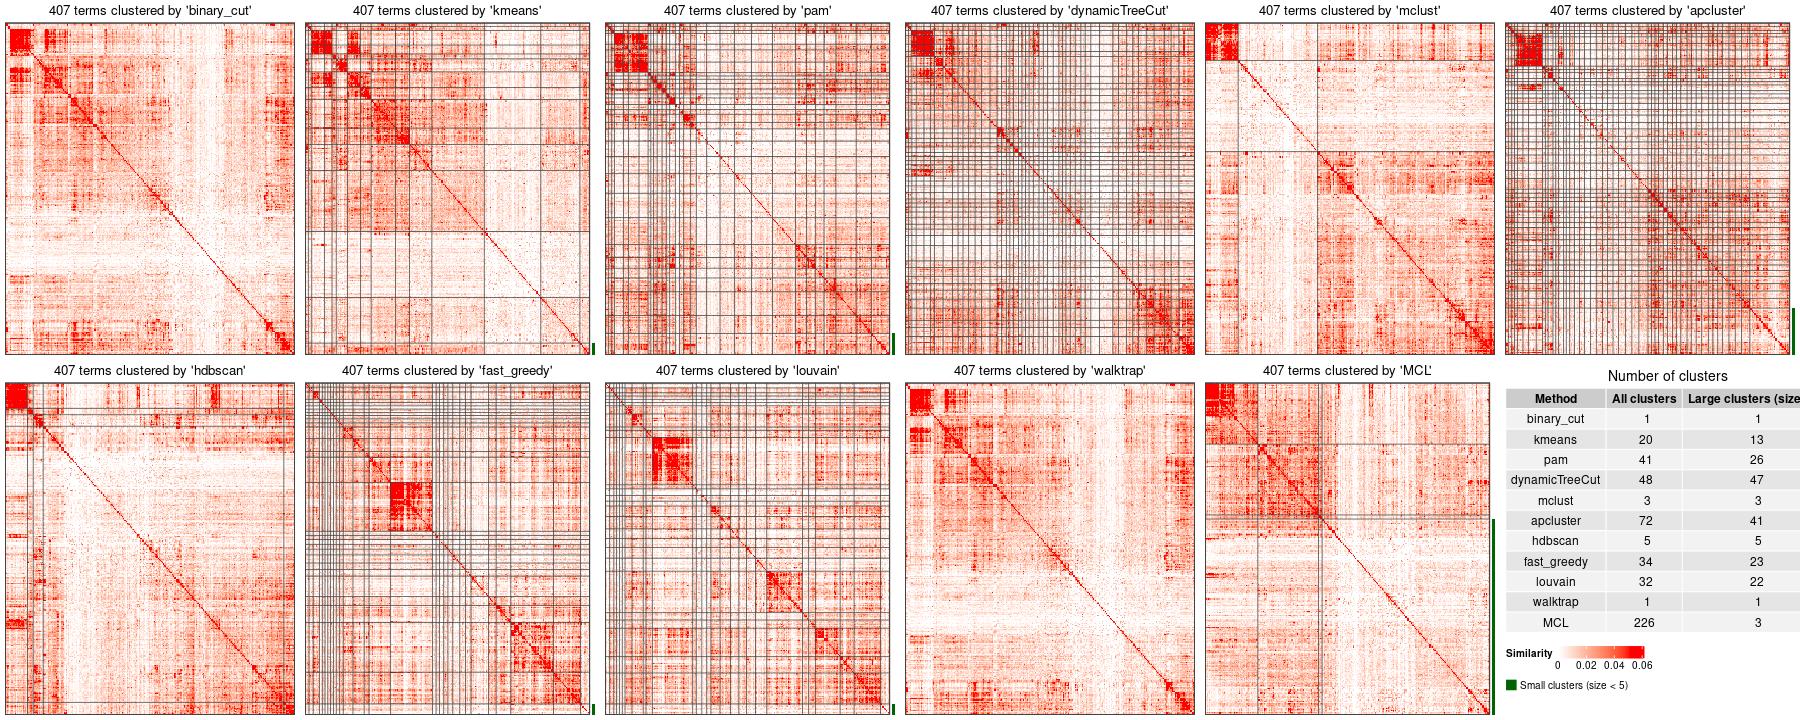 407 terms clustered by 'binary_cut'
407 terms clustered by 'kmeans'
407 terms clustered by 'pam'
407 terms clustered by 'dynamicTreeCut'
407 terms clustered by 'mclust'
407 terms clustered by 'apcluster'
407 terms clustered by 'hdbscan'
407 terms clustered by 'fast_greedy'
407 terms clustered by 'louvain'
407 terms clustered by 'walktrap'
407 terms clustered by 'MCL'
Number of clusters
Method All clusters Large clusters (size
binary_cut 1 1
kmeans 20 13
pam 41 26
dynamicTreeCut 48 47
mclust 3 3
apcluster 72 41
hdbscan 5 5
fast_greedy 34 23
louvain 32 22
walktrap 1 1
MCL 226 3
Similarity
0 0.02 0.04 0.06
Small clusters (size < 5)